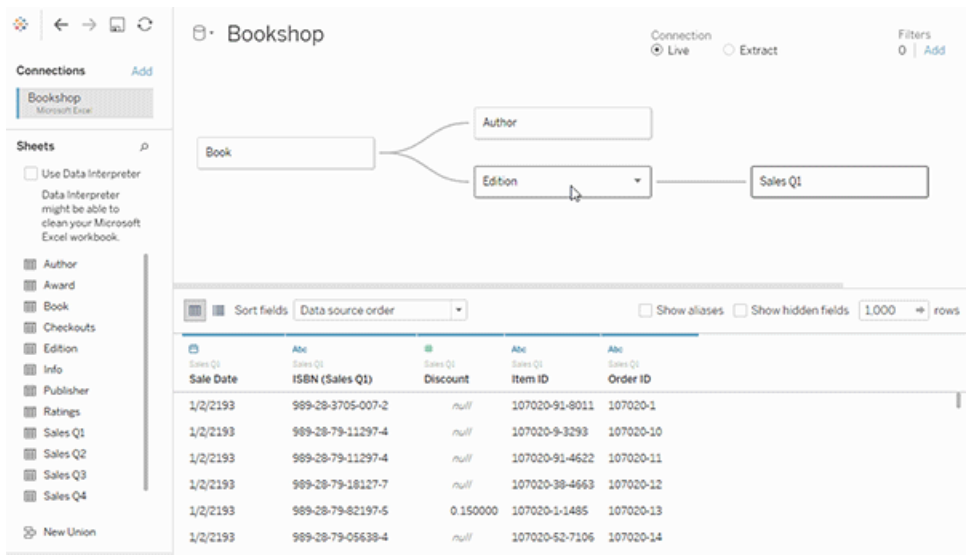 Bookshop
Connection
Live
Extract
Filters
0 | Add
Connections
Add
Bookshop
Microsoft Excel
Sheets
Use Data Interpreter
Data Interpreter
might be able to
clean your Microsoft
Excel workbook.
Author
Award
Book
Checkouts
Edition
Info
Publisher
Ratings
Sales Q1
Sales Q2
Sales Q3
Sales Q4
New Union
Book
Author
Edition
Sales Q1
Sort fields Data source order
Show aliases Show hidden fields 1,000 rows
Abc Abc Abc
Sales Q1 Sales Q1 Sales Q1 Sales Q1 Sales Q1
Sale Date ISBN (Sales Q1) Discount Item ID Order ID
1/2/2193 989-28-3705-007-2 null 107020-91-8011 107020-1
1/2/2193 989-28-79-11297-4 null 107020-9-3293 107020-10
1/2/2193 989-28-79-11297-4 null 107020-91-4622 107020-11
1/2/2193 989-28-79-18127-7 null 107020-38-4663 107020-12
1/2/2193 989-28-79-82197-5 0.150000 107020-1-1485 107020-13
1/2/2193 989-28-79-05638-4 null 107020-52-7106 107020-14